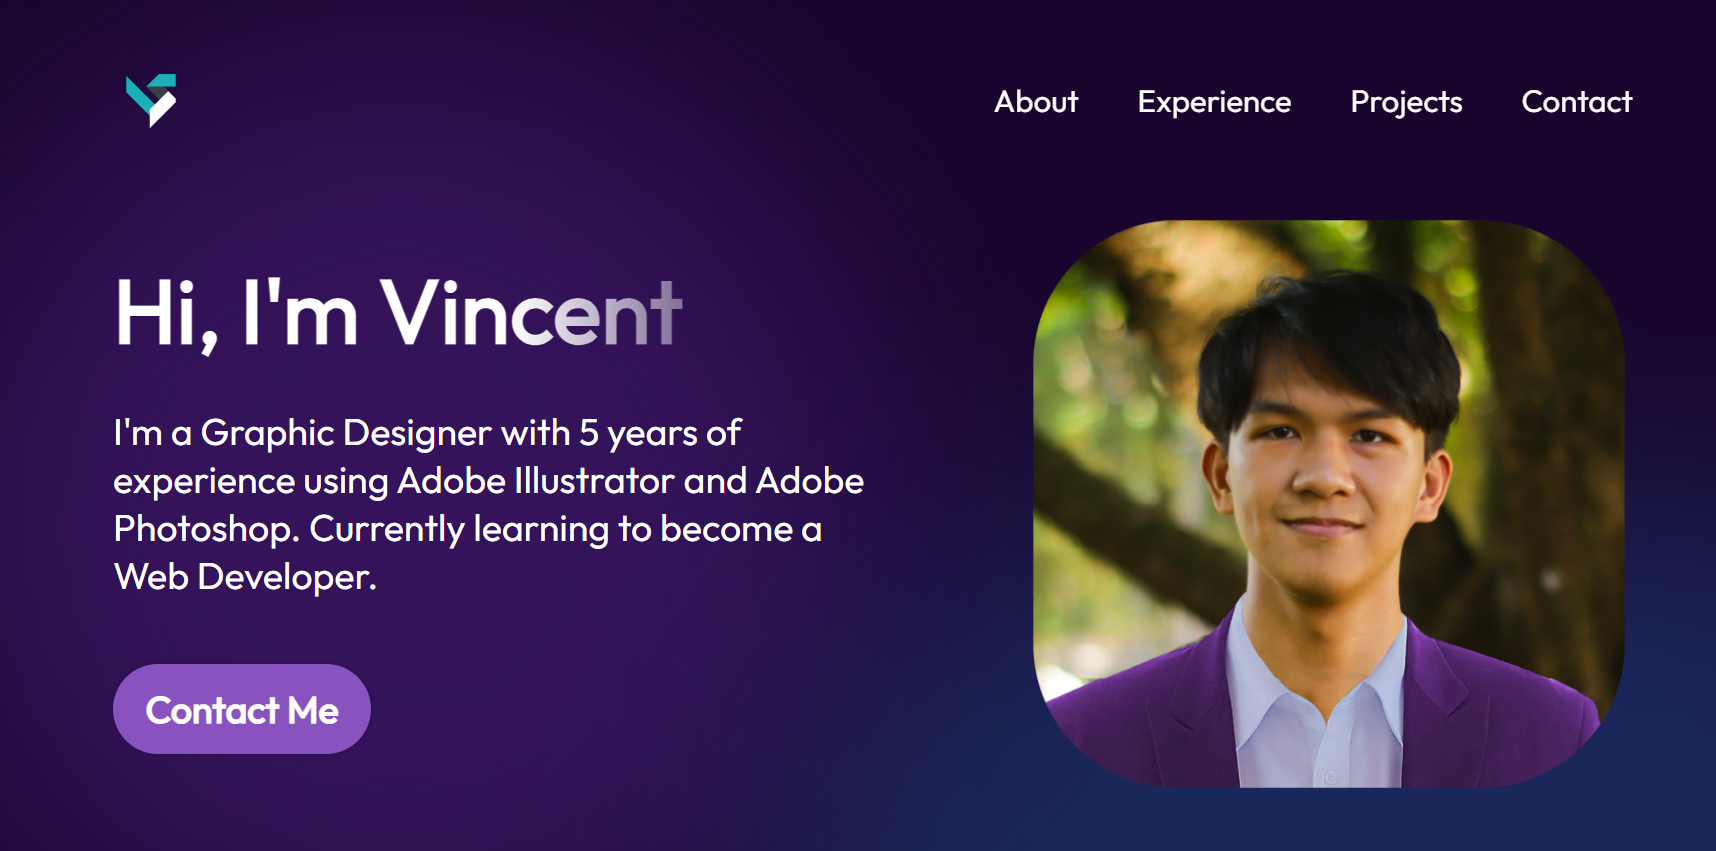 About Experience Projects Contact
Hi, I'm Vincent
I'm a Graphic Designer with 5 years of
experience using Adobe Illustrator and Adobe
Photoshop. Currently learning to become a
Web Developer.
Contact Me